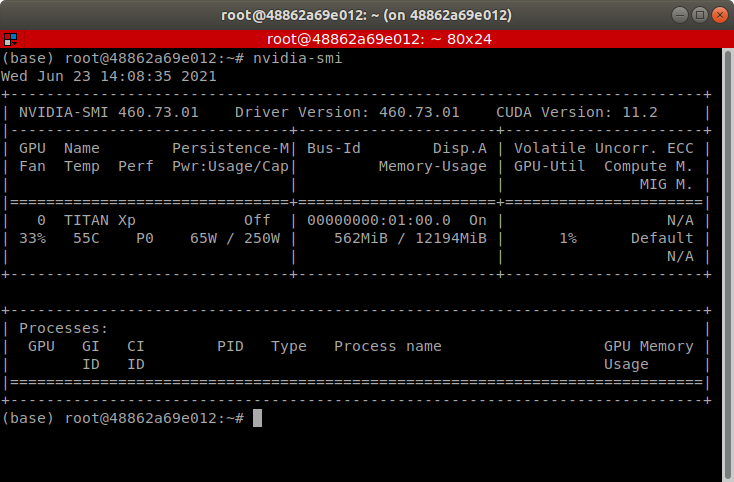 root@48862a69e012: ~ (on 48862a69e012)
root@48862a69e012: ~ 80x24
(base) root@48862a69e012:~# nvidia-smi
Wed Jun 23 14:08:35 2021
+-----------------------------------------------------------------------------+
| NVIDIA-SMI 460.73.01    Driver Version: 460.73.01    CUDA Version: 11.2     |
|-------------------------------+----------------------+----------------------+
| GPU  Name        Persistence-M| Bus-Id        Disp.A | Volatile Uncorr. ECC |
| Fan  Temp  Perf  Pwr:Usage/Cap|         Memory-Usage | GPU-Util  Compute M. |
|                               |                      |               MIG M. |
|===============================+======================+======================|
|   0  TITAN Xp            Off  | 00000000:01:00.0  On |                  N/A |
| 33%   55C    P0    65W / 250W |    562MiB / 12194MiB |      1%      Default |
|                               |                      |                  N/A |
+-------------------------------+----------------------+----------------------+

+-----------------------------------------------------------------------------+
| Processes:                                                                  |
|  GPU   GI   CI        PID   Type   Process name                  GPU Memory |
|        ID   ID                                                   Usage      |
|=============================================================================|
+-----------------------------------------------------------------------------+
(base) root@48862a69e012:~#